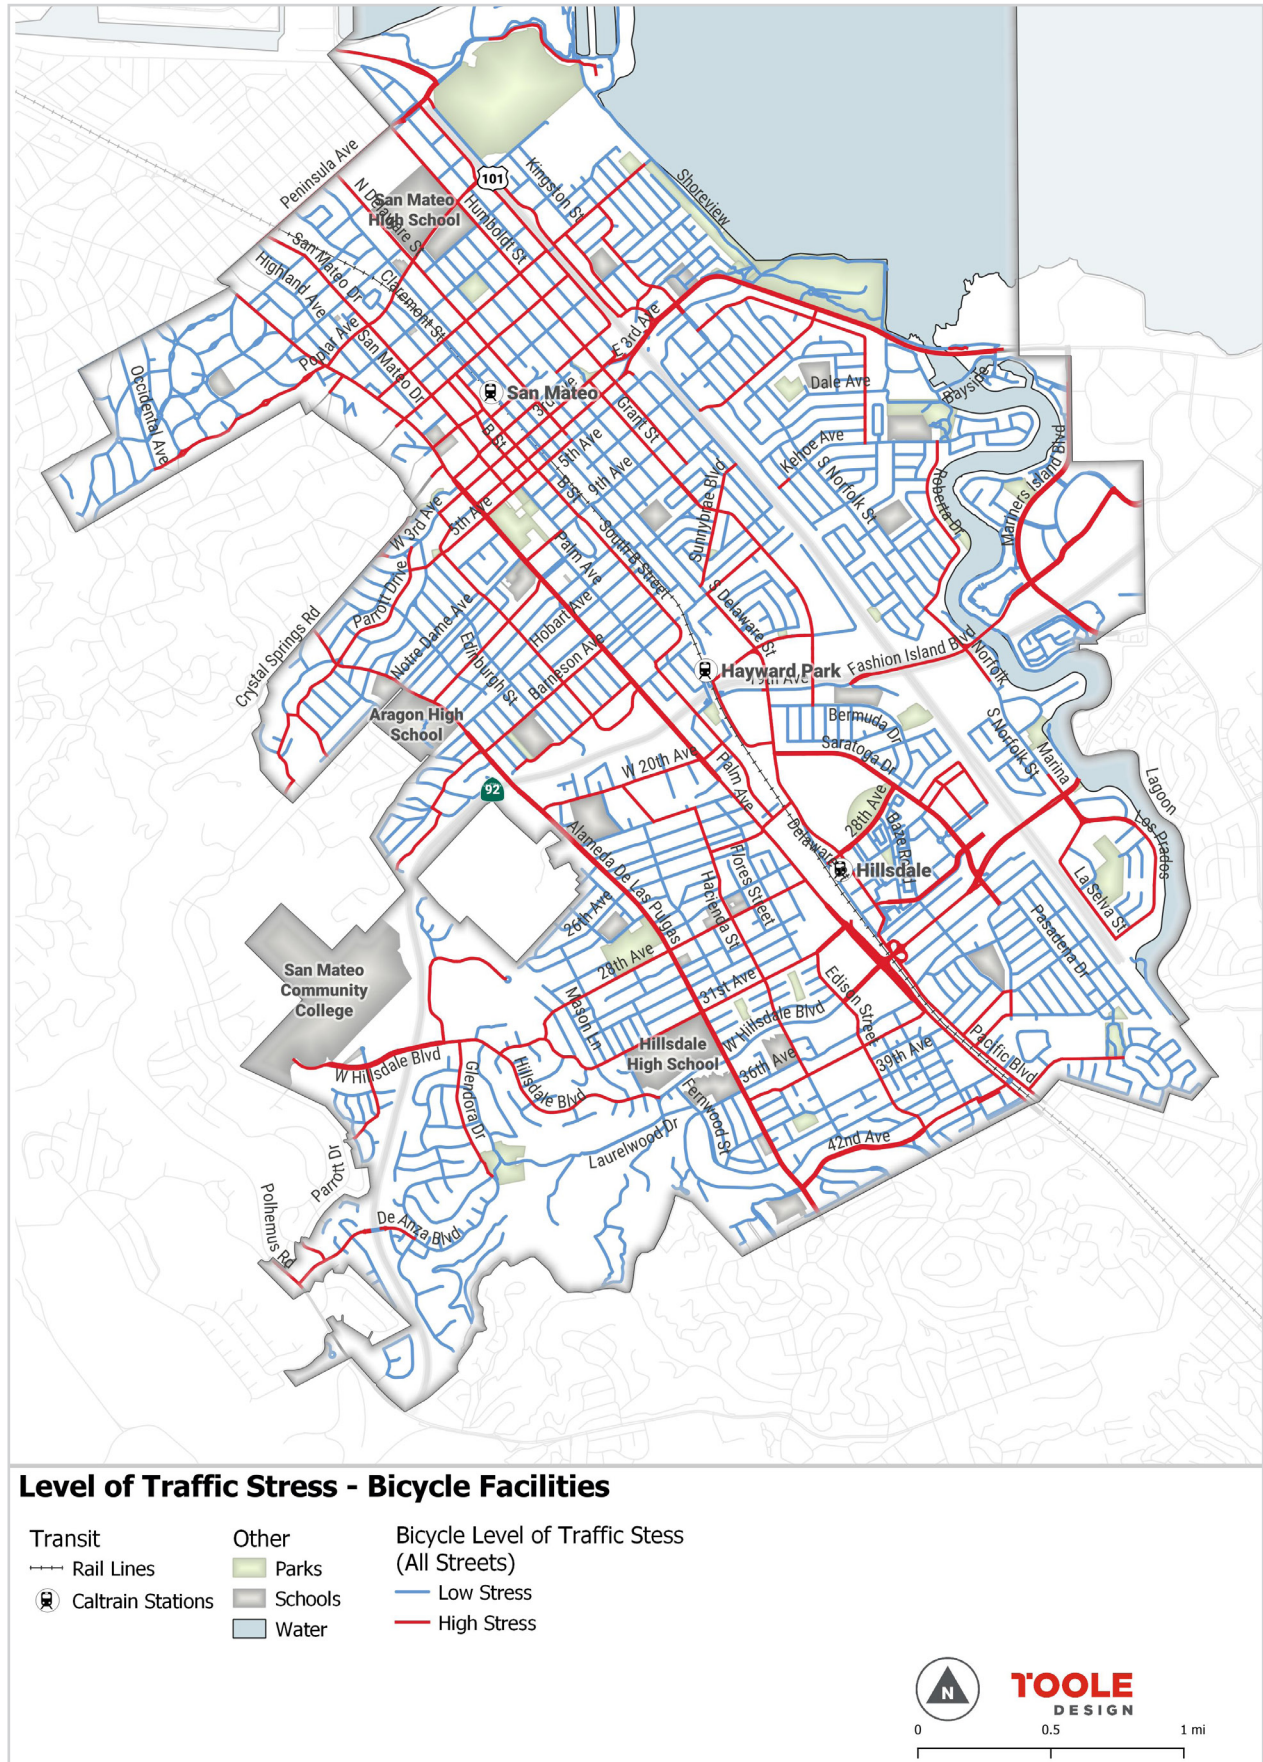 Peninsula Ave
N Delaware St
San Mateo
High School
101
Kingston St
Humboldt St
Shoreview
San Mateo Dr
Highland Ave
Claremont St
Poplar Ave
San Mateo Dr
E 3rd Ave
Occidental Ave
San Mateo
Dale Ave
Bayside
Grant St
B St
5th Ave
9th Ave
B St
Kehoe Ave
S Norfolk St
Sunnybrae Blvd
Roberta Dr
Mariners Island Blvd
W 3rd Ave
5th Ave
Palm Ave
South B Street
Parrott Drive
Notre Dame Ave
Hobart Ave
S Delaware St
Crystal Springs Rd
Edinburgh St
Barneson Ave
Hayward Park
19th Ave
Fashion Island Blvd
Norfolk
Aragon High
School
Bermuda Dr
S Norfolk St
Saratoga Dr
Marina
W 20th Ave
Palm Ave
92
28th Ave
Lagoon
Los Prados
Alameda De Las Pulgas
Delaware
Hillsdale
Flores Street
Hacienda St
La Selva St
26th Ave
28th Ave
Pasadena Dr
San Mateo
Community
College
31st Ave
Edison Street
Mason Ln
W Hillsdale Blvd
Hillsdale
High School
Pacific Blvd
W Hillsdale Blvd
36th Ave
39th Ave
Hillsdale Blvd
Glendora Dr
Fernwood St
42nd Ave
Laurelwood Dr
Parrott Dr
Polhemus Rd
De Anza Blvd
Level of Traffic Stress - Bicycle Facilities
Transit
Rail Lines
Caltrain Stations
Other
Parks
Schools
Water
Bicycle Level of Traffic Stess
(All Streets)
Low Stress
High Stress
N
TOOLE
DESIGN
0 0.5 1 mi